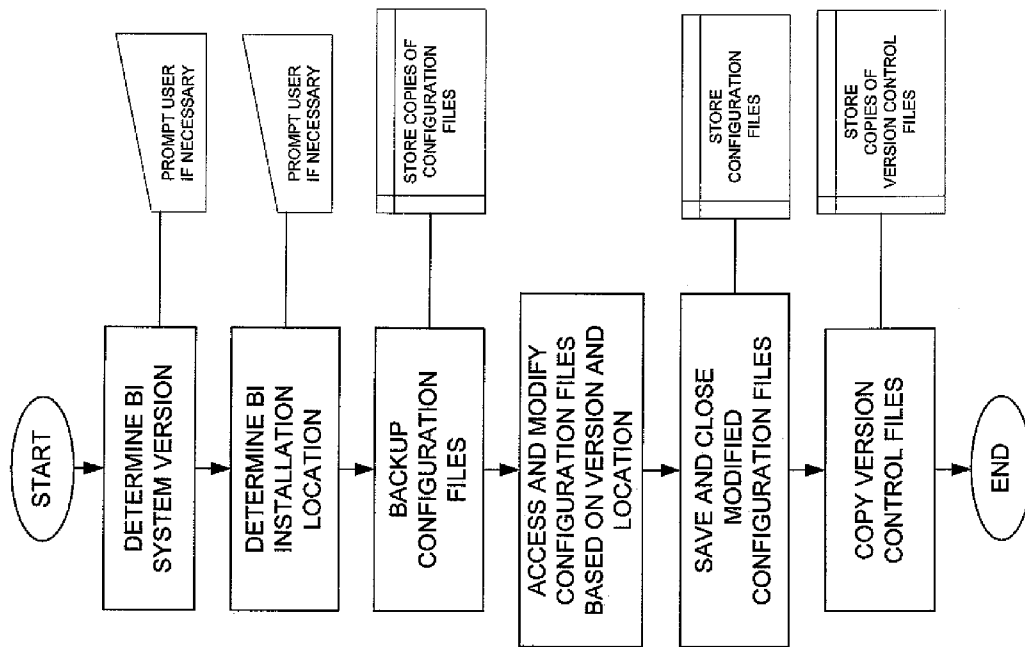 START
DETERMINE BI
SYSTEM VERSION
PROMPT USER
IF NECESSARY
DETERMINE BI
INSTALLATION
LOCATION
PROMPT USER
IF NECESSARY
BACKUP
CONFIGURATION
FILES
STORE COPIES OF
CONFIGURATION
FILES
ACCESS AND MODIFY
CONFIGURATION FILES
BASED ON VERSION AND
LOCATION
SAVE AND CLOSE
MODIFIED
CONFIGURATION FILES
STORE
CONFIGURATION
FILES
COPY VERSION
CONTROL FILES
STORE
COPIES OF
VERSION CONTROL
FILES
END